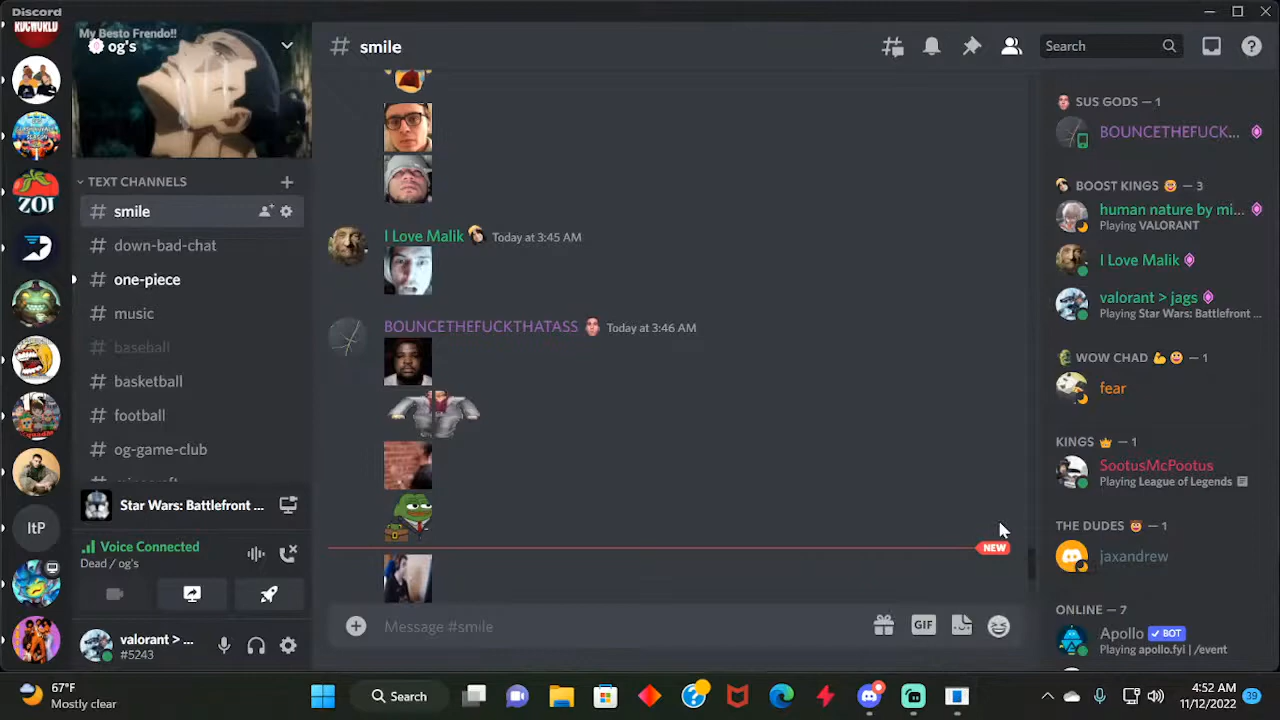 Discord
RDCWORLD
My Besto Frendo!!
og's
# smile
Search
TEXT CHANNELS
# smile
# down-bad-chat
# one-piece
# music
# baseball
# basketball
# football
# og-game-club
ZOI
ItP
Star Wars: Battlefront ...
Voice Connected
Dead / og's
valorant > ...
#5243
I Love Malik Today at 3:45 AM
BOUNCETHEFUCKTHATASS Today at 3:46 AM
NEW
Message #smile
GIF
SUS GODS — 1
BOUNCETHEFUCK...
BOOST KINGS — 3
human nature by mi...
Playing VALORANT
I Love Malik
valorant > jags
Playing Star Wars: Battlefront ...
WOW CHAD — 1
fear
KINGS — 1
SootusMcPootus
Playing League of Legends
THE DUDES — 1
jaxandrew
ONLINE — 7
Apollo ✓ BOT
Playing apollo.fyi | /event
67°F
Mostly clear
Search
4:52 AM
11/12/2022
39